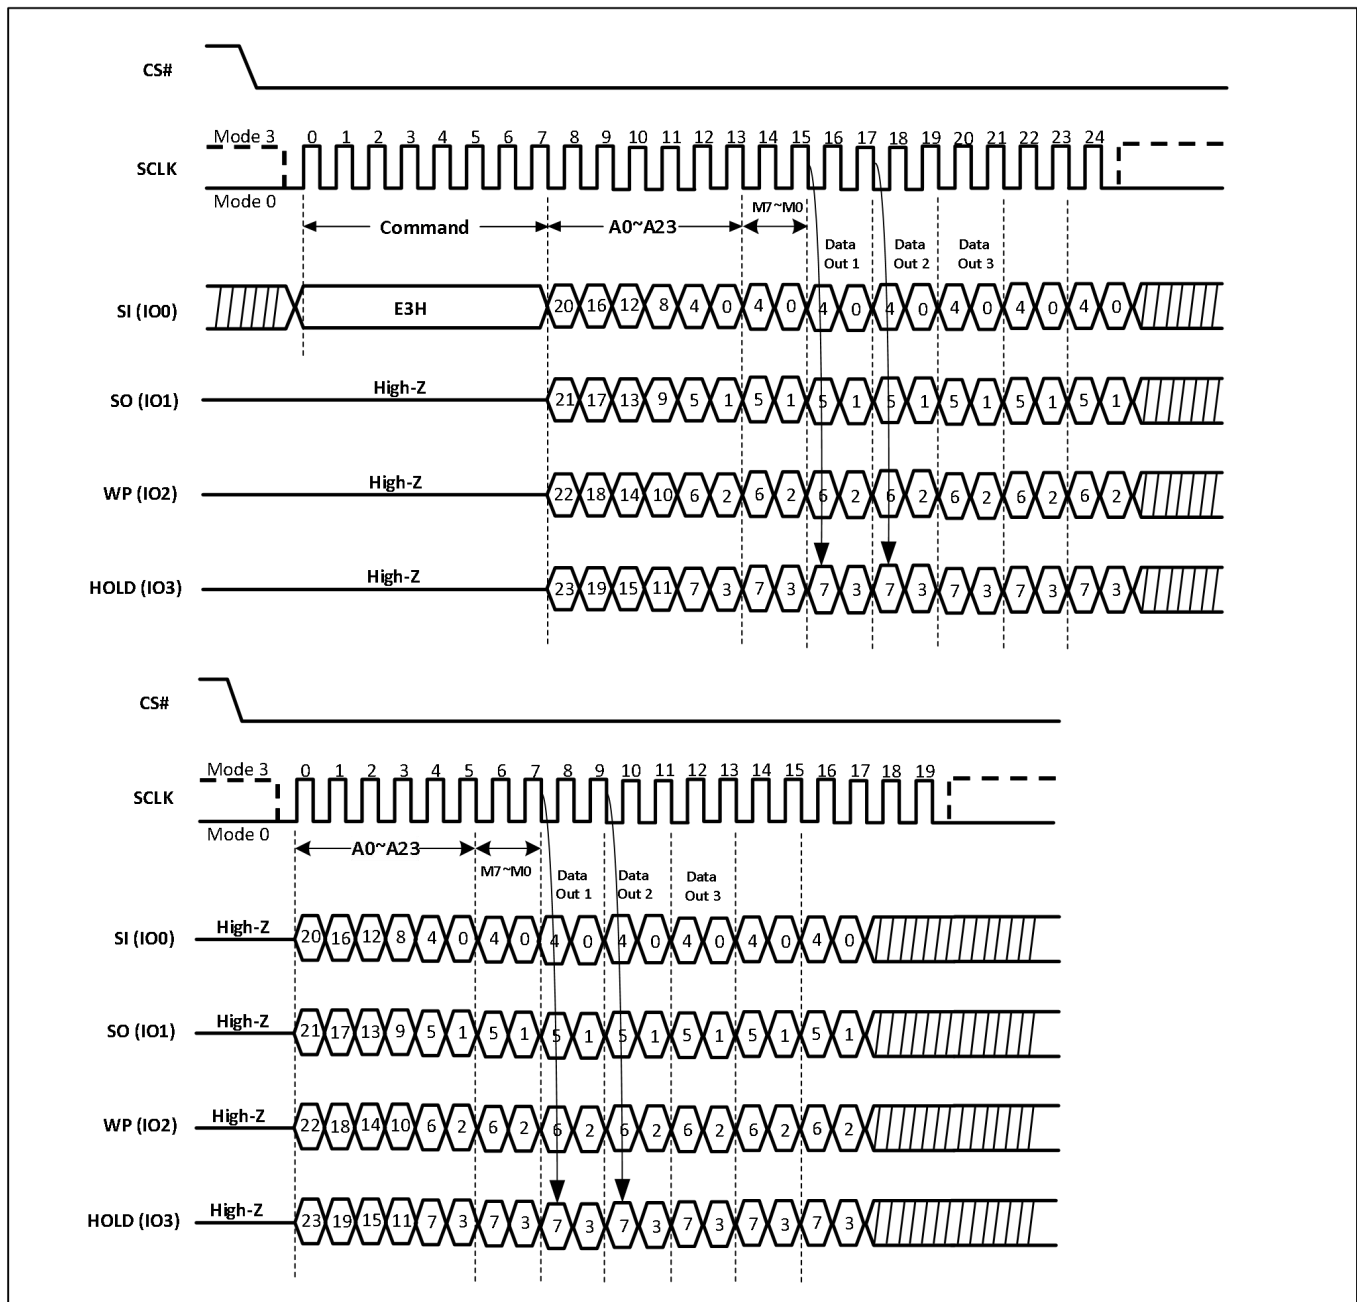 CS#
Mode 3 0 1 2 3 4 5 6 7 8 9 10 11 12 13 14 15 16 17 18 19 20 21 22 23 24
SCLK
Mode 0
Command A0~A23 M7~M0
Data Data Data
Out 1 Out 2 Out 3
SI (IO0) E3H 20 16 12 8 4 0 4 0 4 0 4 0 4 0 4 0 4 0
SO (IO1) High-Z 21 17 13 9 5 1 5 1 5 1 5 1 5 1 5 1 5 1
WP (IO2) High-Z 22 18 14 10 6 2 6 2 6 2 6 2 6 2 6 2 6 2
HOLD (IO3) High-Z 23 19 15 11 7 3 7 3 7 3 7 3 7 3 7 3 7 3
CS#
Mode 3 0 1 2 3 4 5 6 7 8 9 10 11 12 13 14 15 16 17 18 19
SCLK
Mode 0
A0~A23 M7~M0
Data Data Data
Out 1 Out 2 Out 3
SI (IO0) High-Z 20 16 12 8 4 0 4 0 4 0 4 0 4 0 4 0 4 0
SO (IO1) High-Z 21 17 13 9 5 1 5 1 5 1 5 1 5 1 5 1 5 1
WP (IO2) High-Z 22 18 14 10 6 2 6 2 6 2 6 2 6 2 6 2 6 2
HOLD (IO3) High-Z 23 19 15 11 7 3 7 3 7 3 7 3 7 3 7 3 7 3